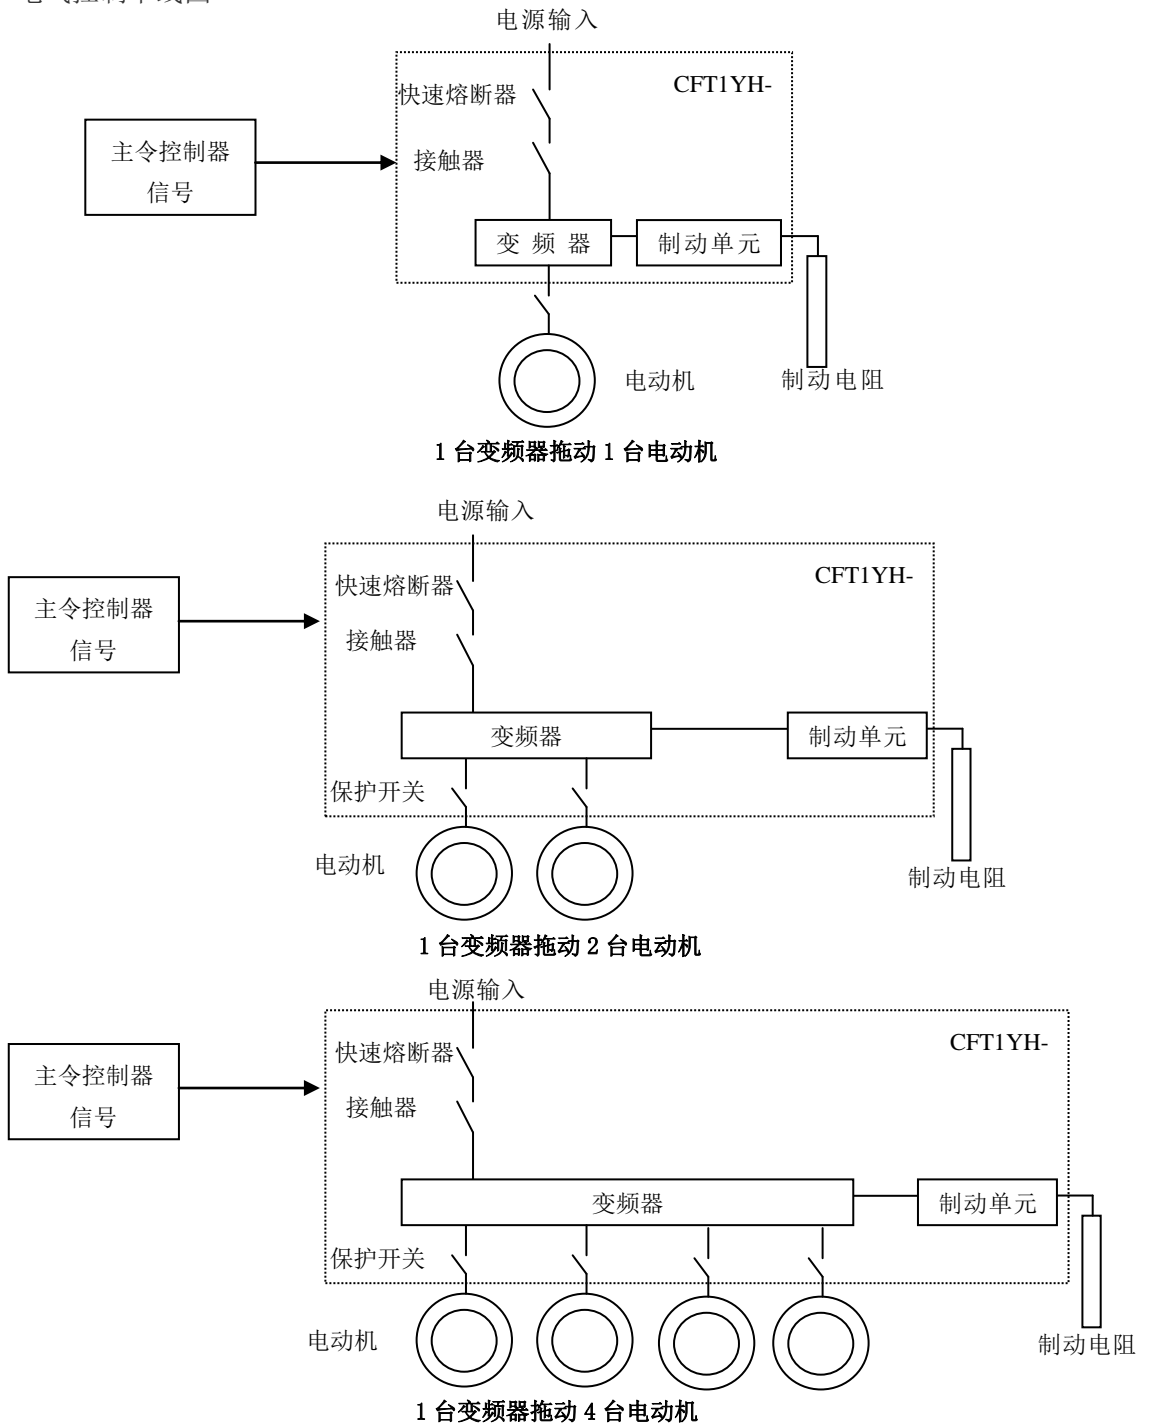 电源输入
CFT1YH-
快速熔断器
主令控制器
信号
接触器
变 频 器
制动单元
电动机
制动电阻
1 台变频器拖动 1 台电动机
电源输入
CFT1YH-
快速熔断器
主令控制器
信号
接触器
变频器
制动单元
保护开关
电动机
制动电阻
1 台变频器拖动 2 台电动机
电源输入
CFT1YH-
快速熔断器
主令控制器
信号
接触器
变频器
制动单元
保护开关
电动机
制动电阻
1 台变频器拖动 4 台电动机